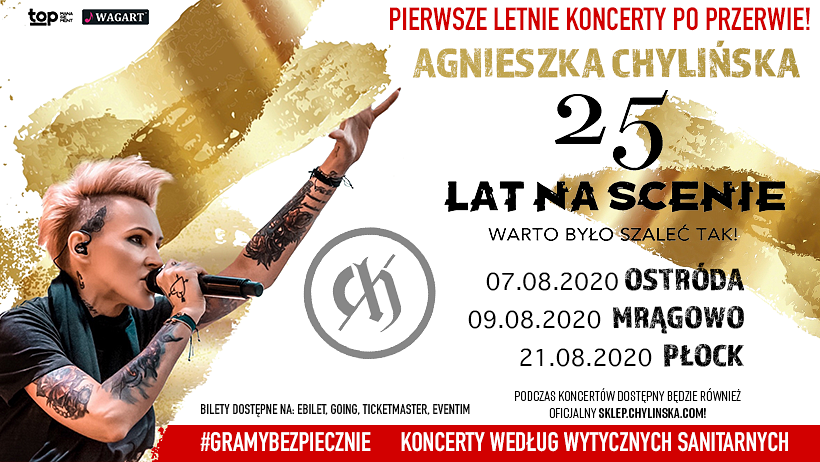 top MANAGEMENT
WAGART
PIERWSZE LETNIE KONCERTY PO PRZERWIE!
AGNIESZKA CHYLIŃSKA
25
LAT NA SCENIE
WARTO BYŁO SZALEĆ TAK!
07.08.2020 OSTRÓDA
09.08.2020 MRĄGOWO
21.08.2020 PŁOCK
PODCZAS KONCERTÓW DOSTĘPNY BĘDZIE RÓWNIEŻ
OFICJALNY SKLEP.CHYLINSKA.COM!
BILETY DOSTĘPNE NA: EBILET, GOING, TICKETMASTER, EVENTIM
#GRAMYBEZPIECZNIE KONCERTY WEDŁUG WYTYCZNYCH SANITARNYCH